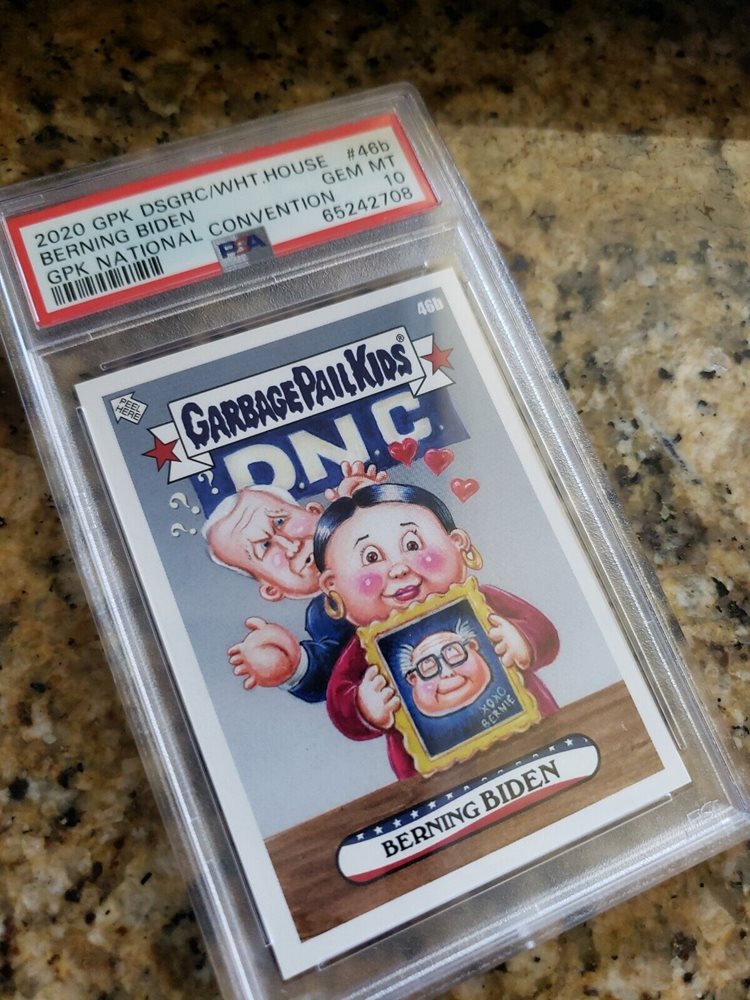 2020 GPK DSGRC/WHT.HOUSE #46b
BERNING BIDEN GEM MT
GPK NATIONAL CONVENTION 10
65242708
PSA
46b
PEEL
HERE
GARBAGE PAIL KIDS®
D.N.C.
? ? ? ?
XOXO
BERNIE
BERNING BIDEN